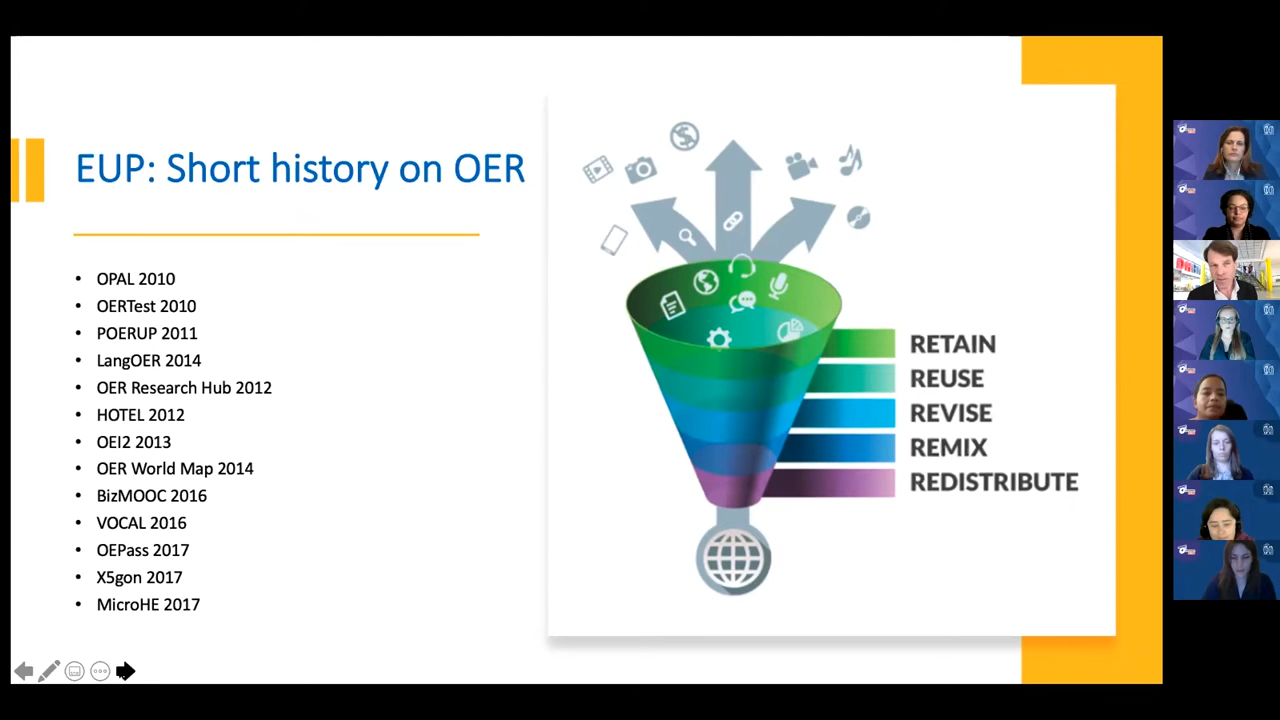 EUP: Short history on OER
• OPAL 2010
• OERTest 2010
• POERUP 2011
• LangOER 2014
• OER Research Hub 2012
• HOTEL 2012
• OEI2 2013
• OER World Map 2014
• BizMOOC 2016
• VOCAL 2016
• OEPass 2017
• X5gon 2017
• MicroHE 2017
RETAIN
REUSE
REVISE
REMIX
REDISTRIBUTE